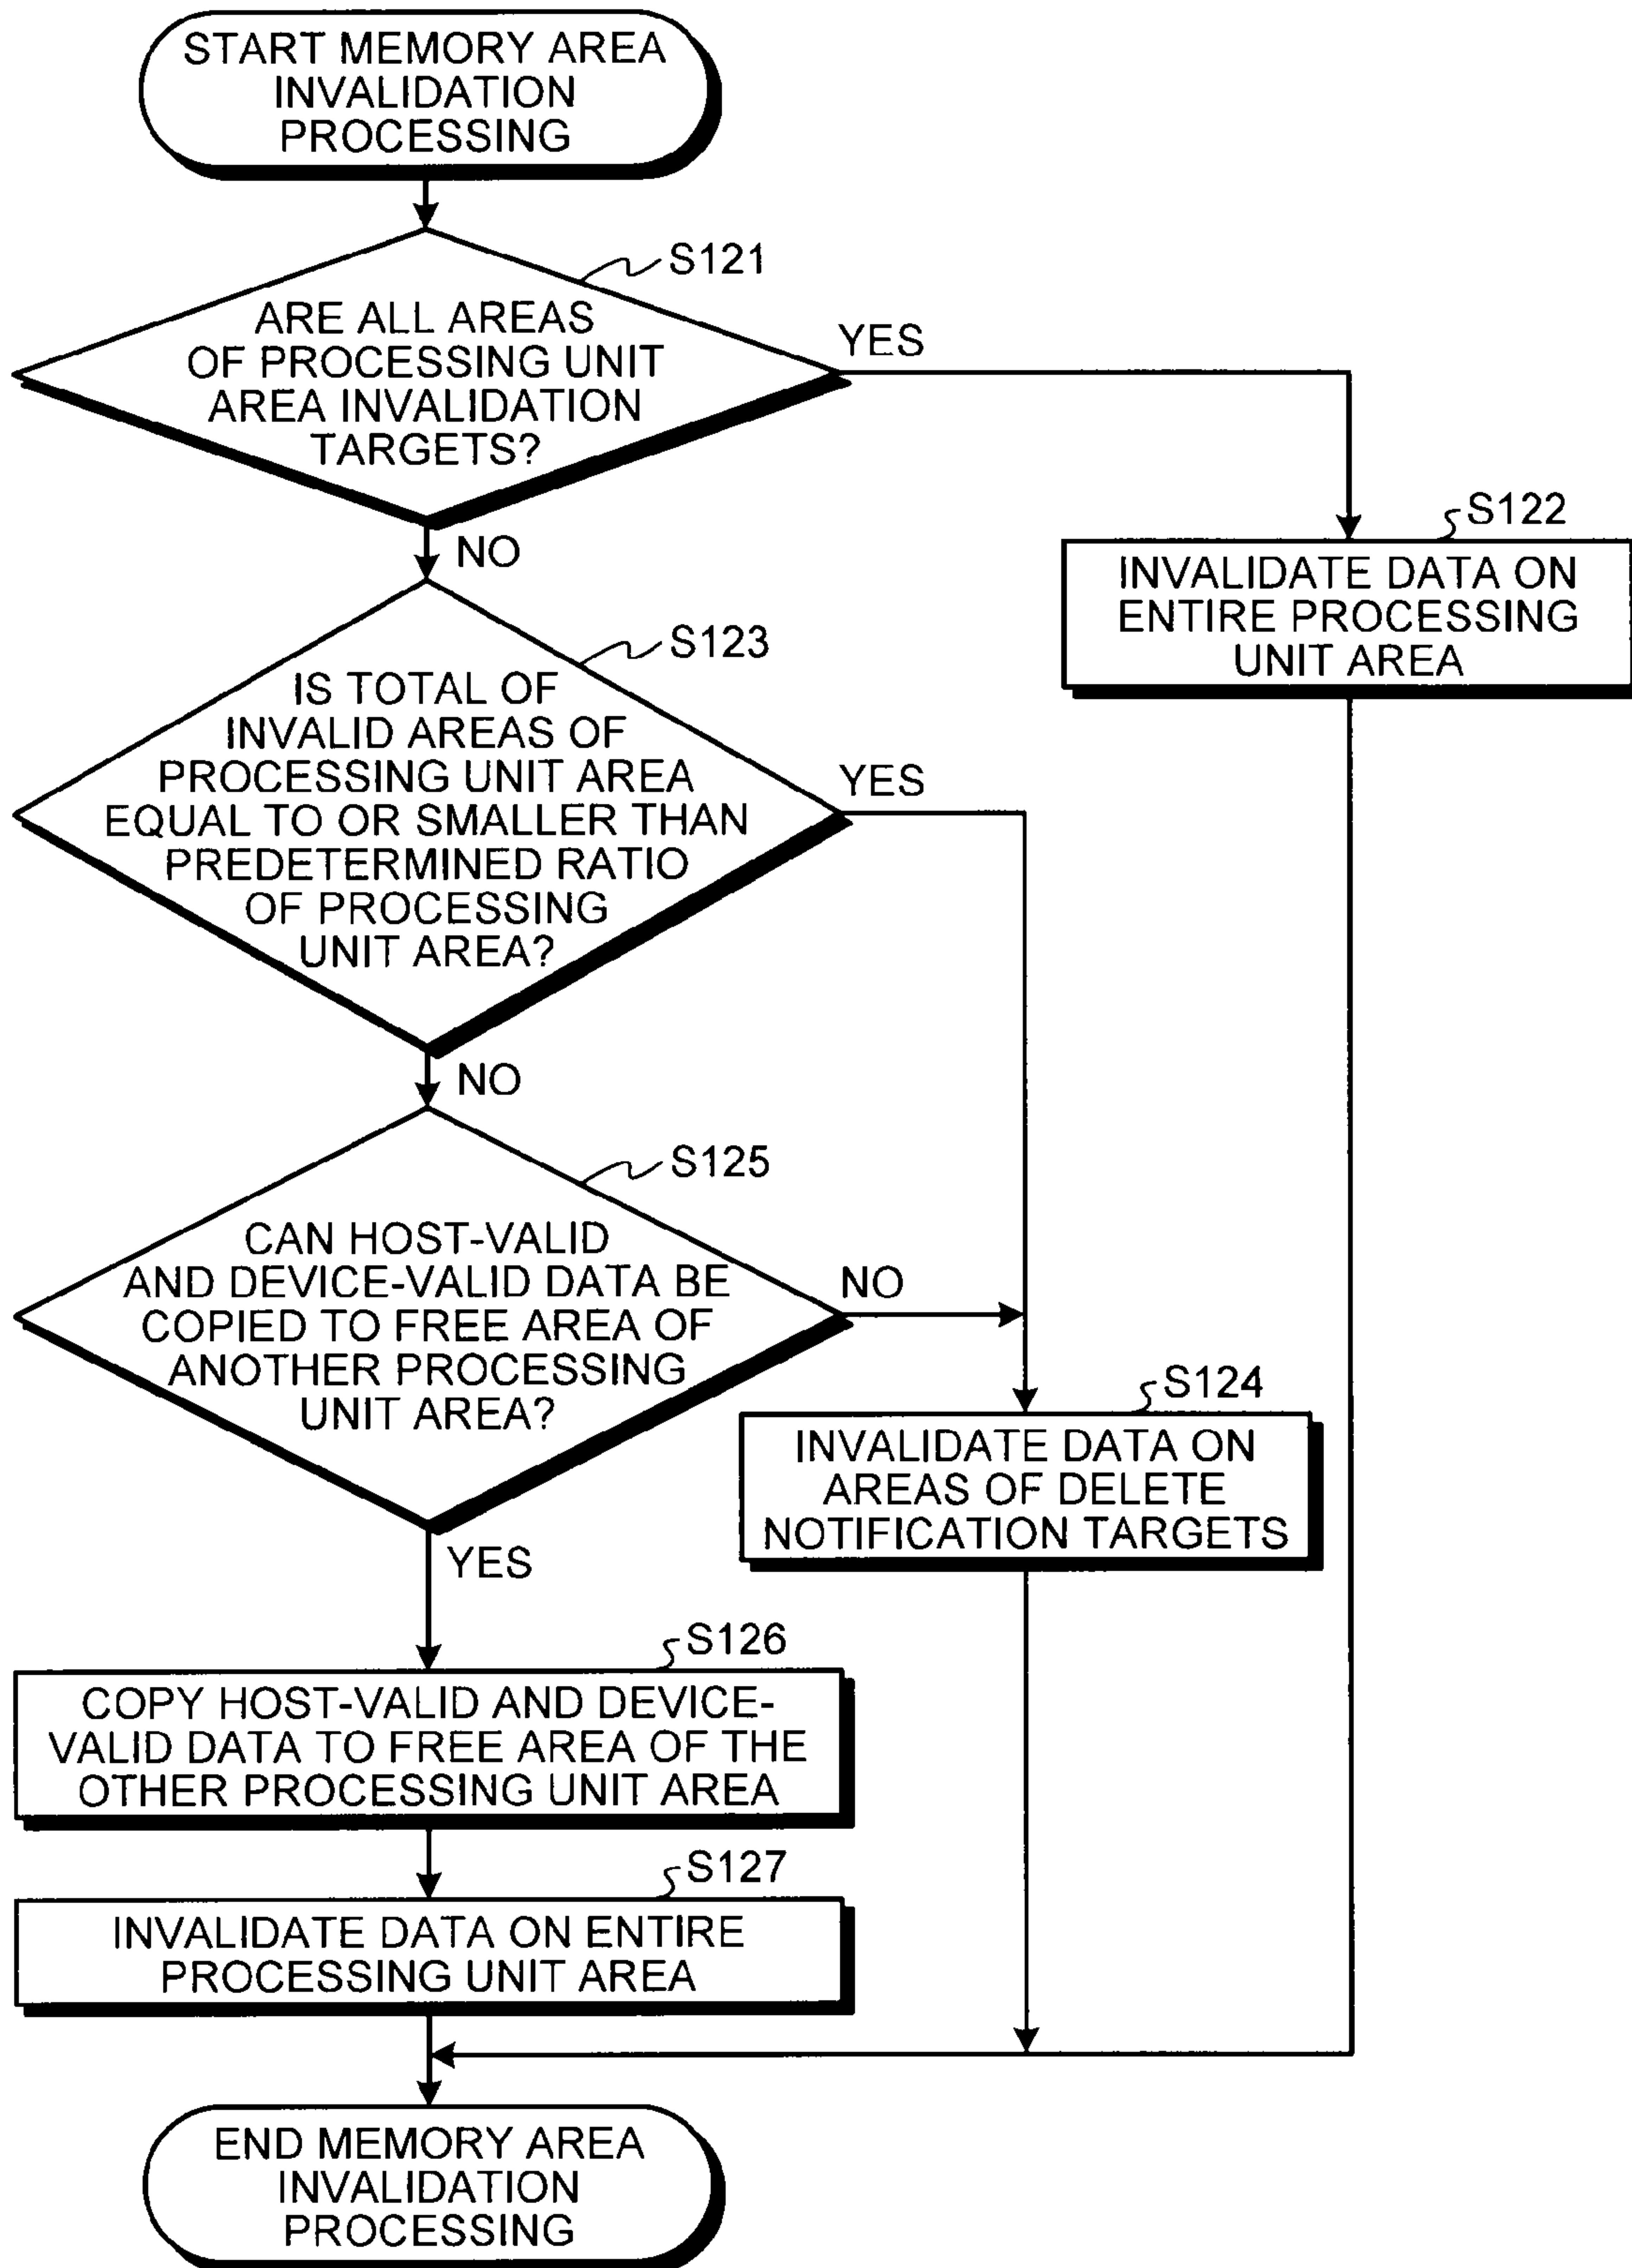 START MEMORY AREA
INVALIDATION
PROCESSING
S121
ARE ALL AREAS
OF PROCESSING UNIT
AREA INVALIDATION
TARGETS?
YES
NO
S122
INVALIDATE DATA ON
ENTIRE PROCESSING
UNIT AREA
S123
IS TOTAL OF
INVALID AREAS OF
PROCESSING UNIT AREA
EQUAL TO OR SMALLER THAN
PREDETERMINED RATIO
OF PROCESSING
UNIT AREA?
YES
NO
S125
CAN HOST-VALID
AND DEVICE-VALID DATA BE
COPIED TO FREE AREA OF
ANOTHER PROCESSING
UNIT AREA?
NO
YES
S124
INVALIDATE DATA ON
AREAS OF DELETE
NOTIFICATION TARGETS
S126
COPY HOST-VALID AND DEVICE-
VALID DATA TO FREE AREA OF THE
OTHER PROCESSING UNIT AREA
S127
INVALIDATE DATA ON ENTIRE
PROCESSING UNIT AREA
END MEMORY AREA
INVALIDATION
PROCESSING